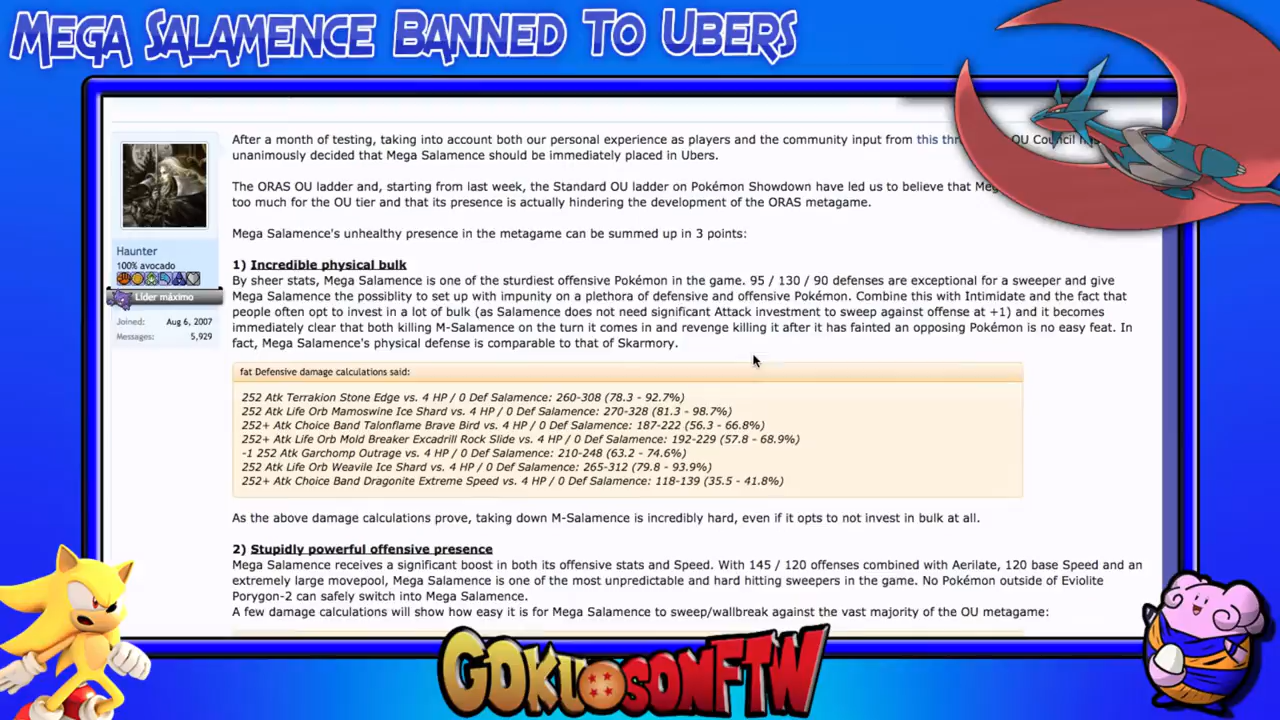 Mega Salamence Banned To Ubers
After a month of testing, taking into account both our personal experience as players and the community input from this thr OU Council h
unanimously decided that Mega Salamence should be immediately placed in Ubers.
The ORAS OU ladder and, starting from last week, the Standard OU ladder on Pokémon Showdown have led us to believe that Meg
too much for the OU tier and that its presence is actually hindering the development of the ORAS metagame.
Mega Salamence's unhealthy presence in the metagame can be summed up in 3 points:
Haunter
100% avocado
Líder máximo
Joined: Aug 6, 2007
Messages: 5,929
1) Incredible physical bulk
By sheer stats, Mega Salamence is one of the sturdiest offensive Pokémon in the game. 95 / 130 / 90 defenses are exceptional for a sweeper and give
Mega Salamence the possiblity to set up with impunity on a plethora of defensive and offensive Pokémon. Combine this with Intimidate and the fact that
people often opt to invest in a lot of bulk (as Salamence does not need significant Attack investment to sweep against offense at +1) and it becomes
immediately clear that both killing M-Salamence on the turn it comes in and revenge killing it after it has fainted an opposing Pokémon is no easy feat. In
fact, Mega Salamence's physical defense is comparable to that of Skarmory.
fat Defensive damage calculations said:
252 Atk Terrakion Stone Edge vs. 4 HP / 0 Def Salamence: 260-308 (78.3 - 92.7%)
252 Atk Life Orb Mamoswine Ice Shard vs. 4 HP / 0 Def Salamence: 270-328 (81.3 - 98.7%)
252+ Atk Choice Band Talonflame Brave Bird vs. 4 HP / 0 Def Salamence: 187-222 (56.3 - 66.8%)
252+ Atk Life Orb Mold Breaker Excadrill Rock Slide vs. 4 HP / 0 Def Salamence: 192-229 (57.8 - 68.9%)
-1 252 Atk Garchomp Outrage vs. 4 HP / 0 Def Salamence: 210-248 (63.2 - 74.6%)
252 Atk Life Orb Weavile Ice Shard vs. 4 HP / 0 Def Salamence: 265-312 (79.8 - 93.9%)
252+ Atk Choice Band Dragonite Extreme Speed vs. 4 HP / 0 Def Salamence: 118-139 (35.5 - 41.8%)
As the above damage calculations prove, taking down M-Salamence is incredibly hard, even if it opts to not invest in bulk at all.
2) Stupidly powerful offensive presence
Mega Salamence receives a significant boost in both its offensive stats and Speed. With 145 / 120 offenses combined with Aerilate, 120 base Speed and an
extremely large movepool, Mega Salamence is one of the most unpredictable and hard hitting sweepers in the game. No Pokémon outside of Eviolite
Porygon-2 can safely switch into Mega Salamence.
A few damage calculations will show how easy it is for Mega Salamence to sweep/wallbreak against the vast majority of the OU metagame:
GOKUSONFTW